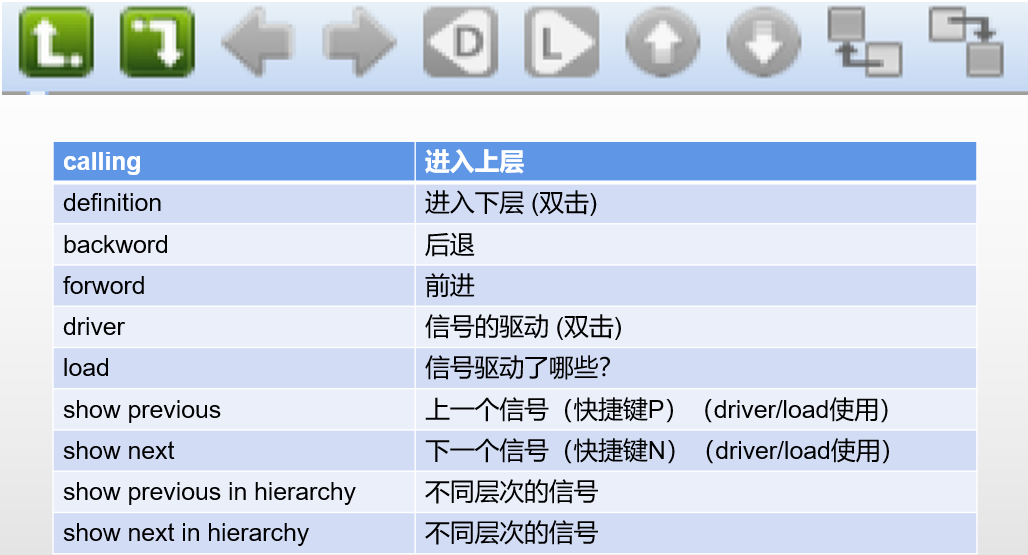 D L
calling 进入上层
definition 进入下层 (双击)
backword 后退
forword 前进
driver 信号的驱动 (双击)
load 信号驱动了哪些?
show previous 上一个信号（快捷键P）（driver/load使用）
show next 下一个信号（快捷键N）（driver/load使用）
show previous in hierarchy 不同层次的信号
show next in hierarchy 不同层次的信号